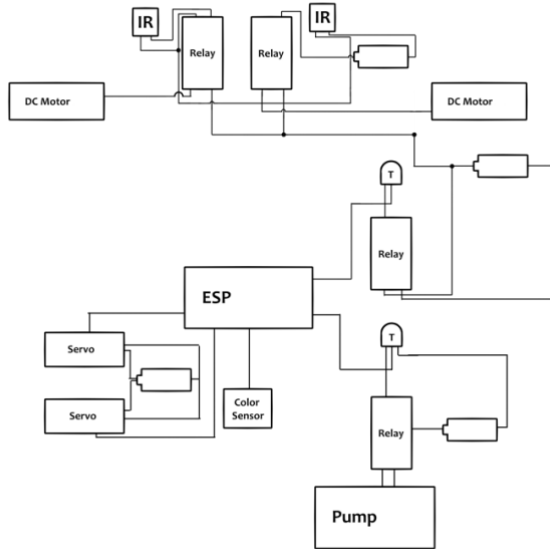 IR
IR
Relay
Relay
DC Motor
DC Motor
T
Relay
ESP
T
Servo
Servo
Color
Sensor
Relay
Pump